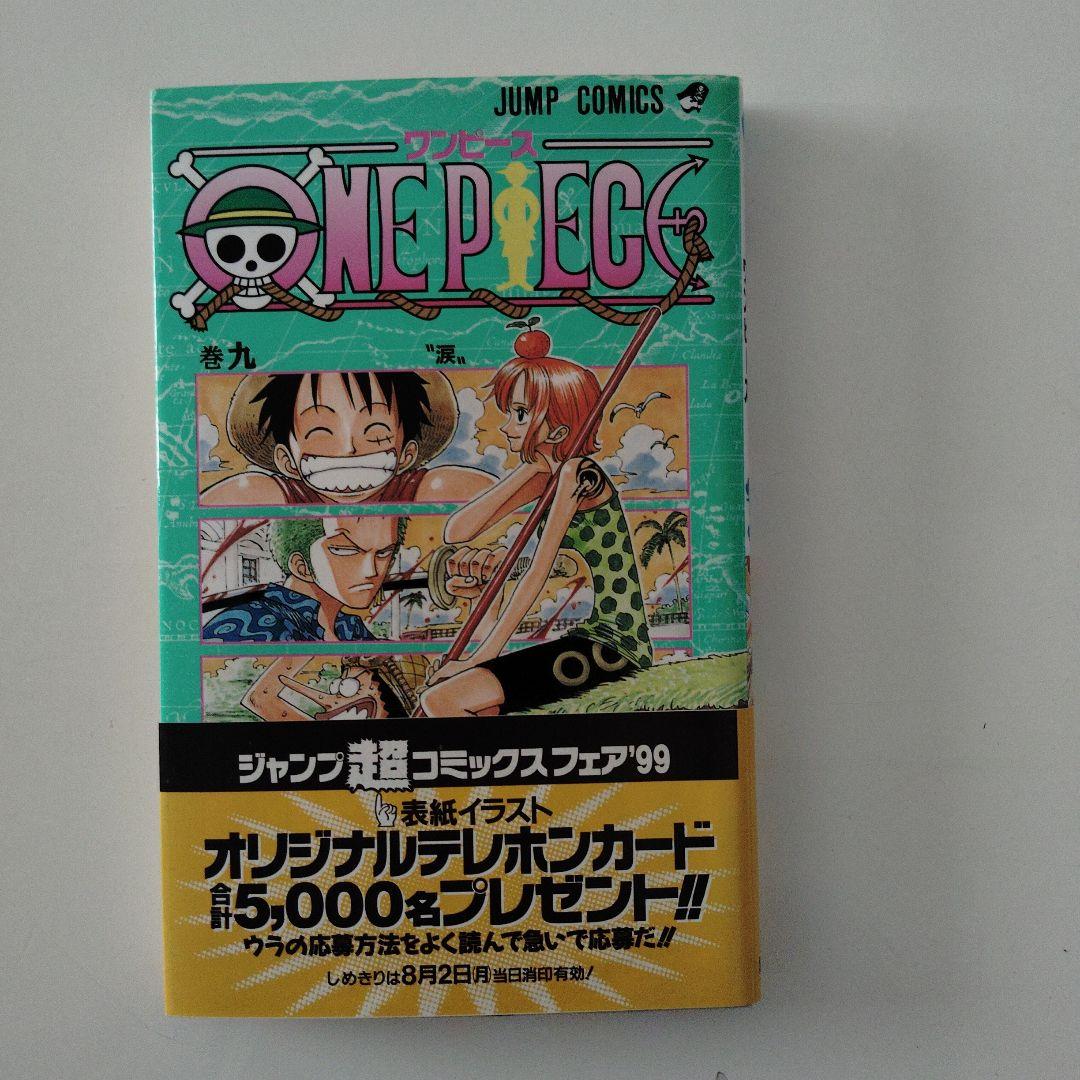 JUMP COMICS
ワンピース
ONE PIECE
巻九
〝涙〟
ジャンプ超コミックスフェア'99
表紙イラスト
オリジナルテレホンカード
合計5,000名プレゼント!!
ウラの応募方法をよく読んで急いで応募だ!!
しめきりは8月2日(月)当日消印有効!